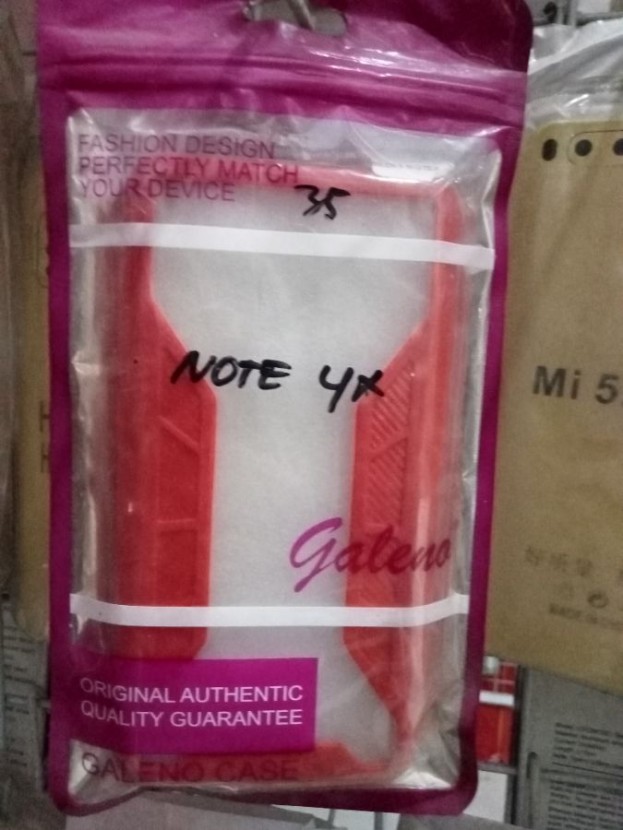 FASHION DESIGN
PERFECTLY MATCH
YOUR DEVICE
35
NOTE 4X
Mi 5
Galeno
ORIGINAL AUTHENTIC
QUALITY GUARANTEE
GALENO CASE